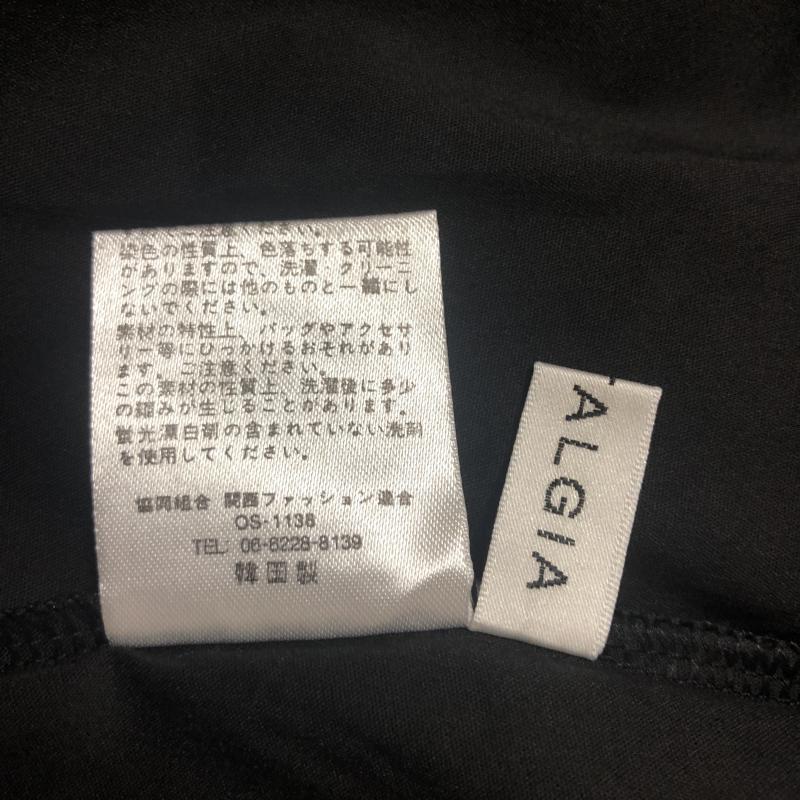 ご注意ください。
染色の性質上、色落ちする可能性
がありますので、洗濯・クリーニ
ングの際には他のものと一緒にし
ないでください。
素材の特性上、バッグやアクセサ
リー等にひっかけるおそれがあり
ます。ご注意ください。
この素材の性質上、洗濯後に多少
の縮みが生じることがあります。
蛍光漂白剤の含まれていない洗剤
を使用してください。
協同組合 関西ファッション連合
OS-1138
TEL: 06-6228-8139
韓国製
TALGIA